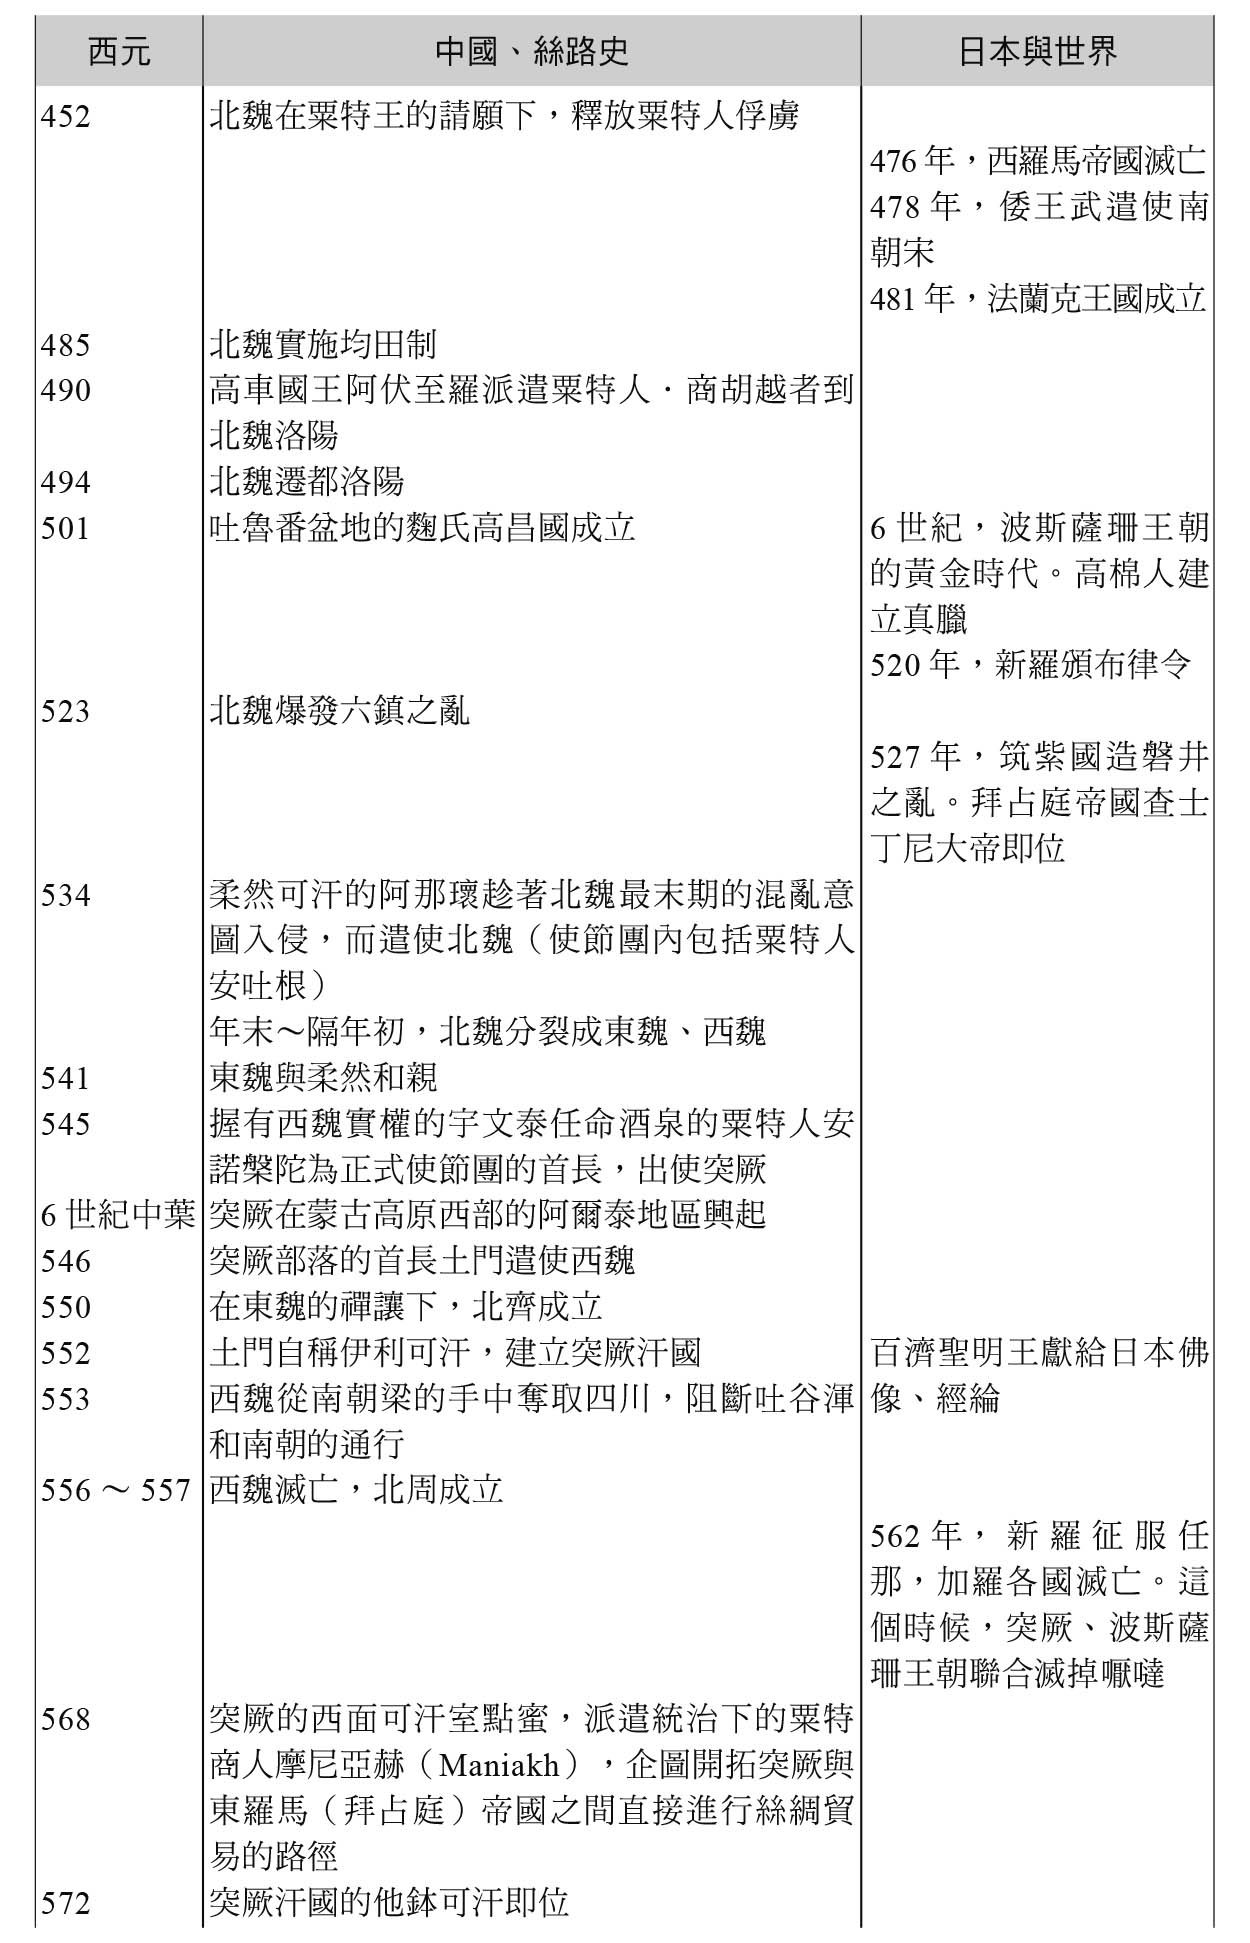 西元 中國、絲路史 日本與世界
452 北魏在粟特王的請願下，釋放粟特人俘虜
476 年，西羅馬帝國滅亡
478 年，倭王武遣使南
朝宋
481 年，法蘭克王國成立
485 北魏實施均田制
490 高車國王阿伏至羅派遣粟特人．商胡越者到
北魏洛陽
494 北魏遷都洛陽
501 吐魯番盆地的麴氏高昌國成立 6 世紀，波斯薩珊王朝
的黃金時代。高棉人建
立真臘
520 年，新羅頒布律令
523 北魏爆發六鎮之亂
527 年，筑紫國造磐井
之亂。拜占庭帝國查士
丁尼大帝即位
534 柔然可汗的阿那瓌趁著北魏最末期的混亂意
圖入侵，而遣使北魏（使節團內包括粟特人
安吐根）
年末～隔年初，北魏分裂成東魏、西魏
541 東魏與柔然和親
545 握有西魏實權的宇文泰任命酒泉的粟特人安
諾槃陀為正式使節團的首長，出使突厥
6 世紀中葉 突厥在蒙古高原西部的阿爾泰地區興起
546 突厥部落的首長土門遣使西魏
550 在東魏的禪讓下，北齊成立
552 土門自稱伊利可汗，建立突厥汗國 百濟聖明王獻給日本佛
553 西魏從南朝梁的手中奪取四川，阻斷吐谷渾 像、經綸
和南朝的通行
556 ～ 557 西魏滅亡，北周成立
562 年，新羅征服任
那，加羅各國滅亡。這
個時候，突厥、波斯薩
珊王朝聯合滅掉嚈噠
568 突厥的西面可汗室點蜜，派遣統治下的粟特
商人摩尼亞赫（Maniakh），企圖開拓突厥與
東羅馬（拜占庭）帝國之間直接進行絲綢貿
易的路徑
572 突厥汗國的他鉢可汗即位